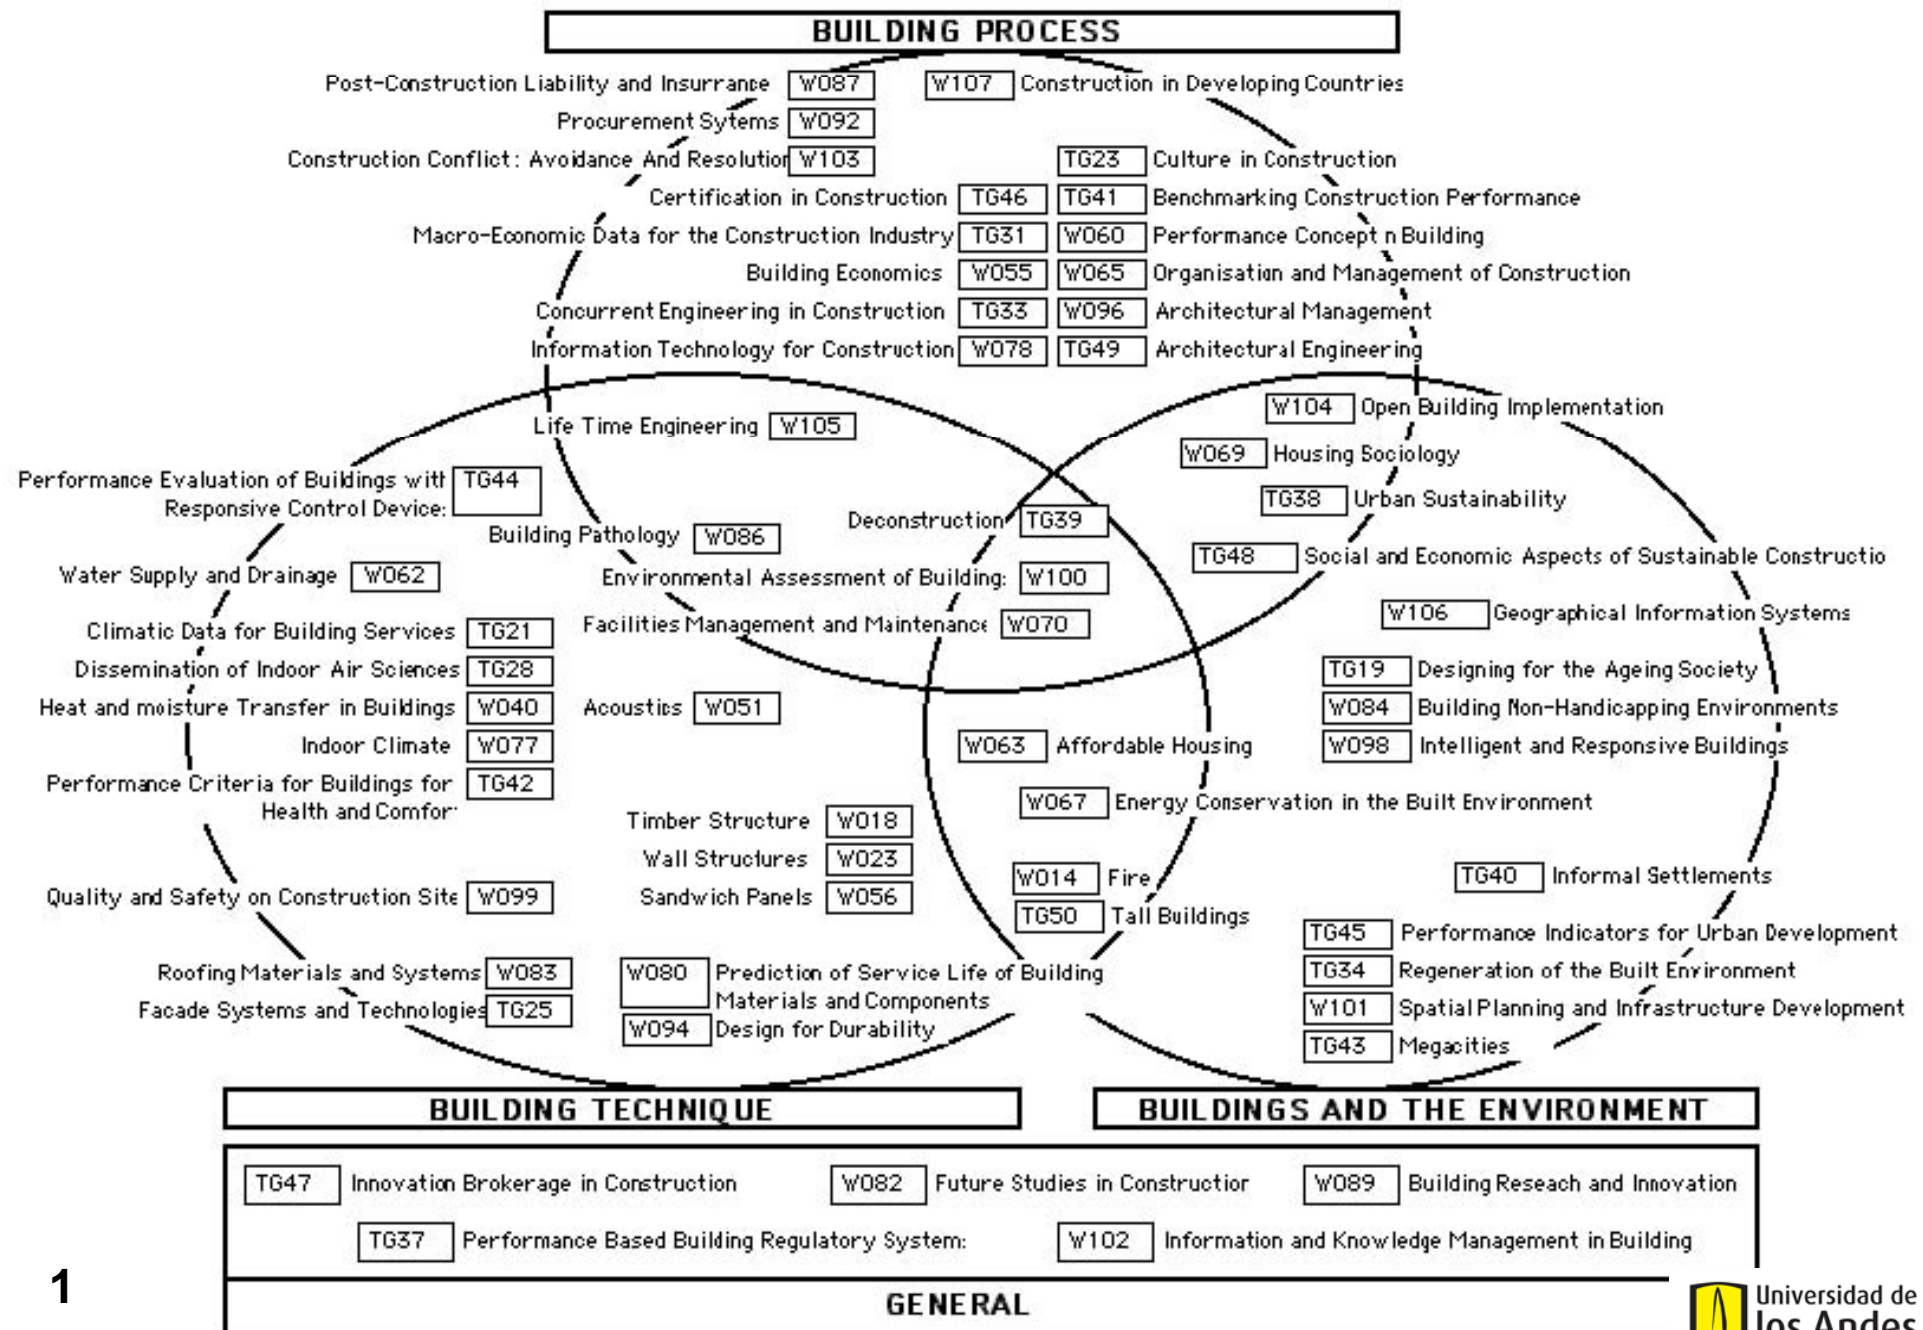 BUILDING PROCESS
Post-Construction Liability and Insurrance W087 W107 Construction in Developing Countries
Procurement Sytems W092
Construction Conflict: Avoidance And Resolution W103 TG23 Culture in Construction
Certification in Construction TG46 TG41 Benchmarking Construction Performance
Macro-Economic Data for the Construction Industry TG31 W060 Performance Concept n Building
Building Economics W055 W065 Organisation and Management of Construction
Concurrent Engineering in Construction TG33 W096 Architectural Management
Information Technology for Construction W078 TG49 Architectural Engineering
W104 Open Building Implementation
Life Time Engineering W105
W069 Housing Sociology
Performance Evaluation of Buildings with TG44
Responsive Control Device:
TG38 Urban Sustainability
Deconstruction TG39
Building Pathology W086
TG48 Social and Economic Aspects of Sustainable Constructio
Water Supply and Drainage W062
Environmental Assessment of Building: W100
W106 Geographical Information Systems
Climatic Data for Building Services TG21
Facilities Management and Maintenance W070
Dissemination of Indoor Air Sciences TG28
TG19 Designing for the Ageing Society
Heat and moisture Transfer in Buildings W040
Acoustics W051
W084 Building Non-Handicapping Environments
Indoor Climate W077
W063 Affordable Housing
W098 Intelligent and Responsive Buildings
Performance Criteria for Buildings for TG42
Health and Comfor
W067 Energy Conservation in the Built Environment
Timber Structure W018
Wall Structures W023
W014 Fire
TG40 Informal Settlements
Quality and Safety on Construction Site W099
Sandwich Panels W056
TG50 Tall Buildings
TG45 Performance Indicators for Urban Development
Roofing Materials and Systems W083
W080 Prediction of Service Life of Building
Materials and Components
TG34 Regeneration of the Built Environment
Facade Systems and Technologies TG25
W101 Spatial Planning and Infrastructure Development
W094 Design for Durability
TG43 Megacities
BUILDING TECHNIQUE
BUILDINGS AND THE ENVIRONMENT
TG47 Innovation Brokerage in Construction W082 Future Studies in Construction W089 Building Reseach and Innovation
TG37 Performance Based Building Regulatory System: W102 Information and Knowledge Management in Building
GENERAL
1
Universidad de
los Andes